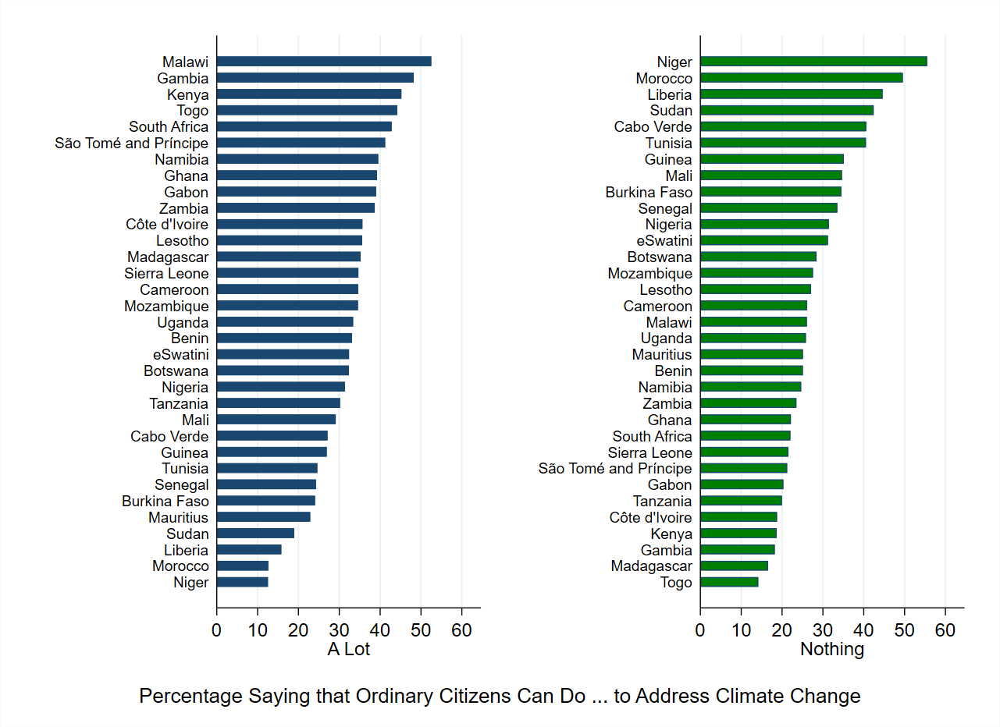 Malawi
Gambia
Kenya
Togo
South Africa
São Tomé and Príncipe
Namibia
Ghana
Gabon
Zambia
Côte d'Ivoire
Lesotho
Madagascar
Sierra Leone
Cameroon
Mozambique
Uganda
Benin
eSwatini
Botswana
Nigeria
Tanzania
Mali
Cabo Verde
Guinea
Tunisia
Senegal
Burkina Faso
Mauritius
Sudan
Liberia
Morocco
Niger
0 10 20 30 40 50 60
A Lot
Niger
Morocco
Liberia
Sudan
Cabo Verde
Tunisia
Guinea
Mali
Burkina Faso
Senegal
Nigeria
eSwatini
Botswana
Mozambique
Lesotho
Cameroon
Malawi
Uganda
Mauritius
Benin
Namibia
Zambia
Ghana
South Africa
Sierra Leone
São Tomé and Príncipe
Gabon
Tanzania
Côte d'Ivoire
Kenya
Gambia
Madagascar
Togo
0 10 20 30 40 50 60
Nothing
Percentage Saying that Ordinary Citizens Can Do ... to Address Climate Change